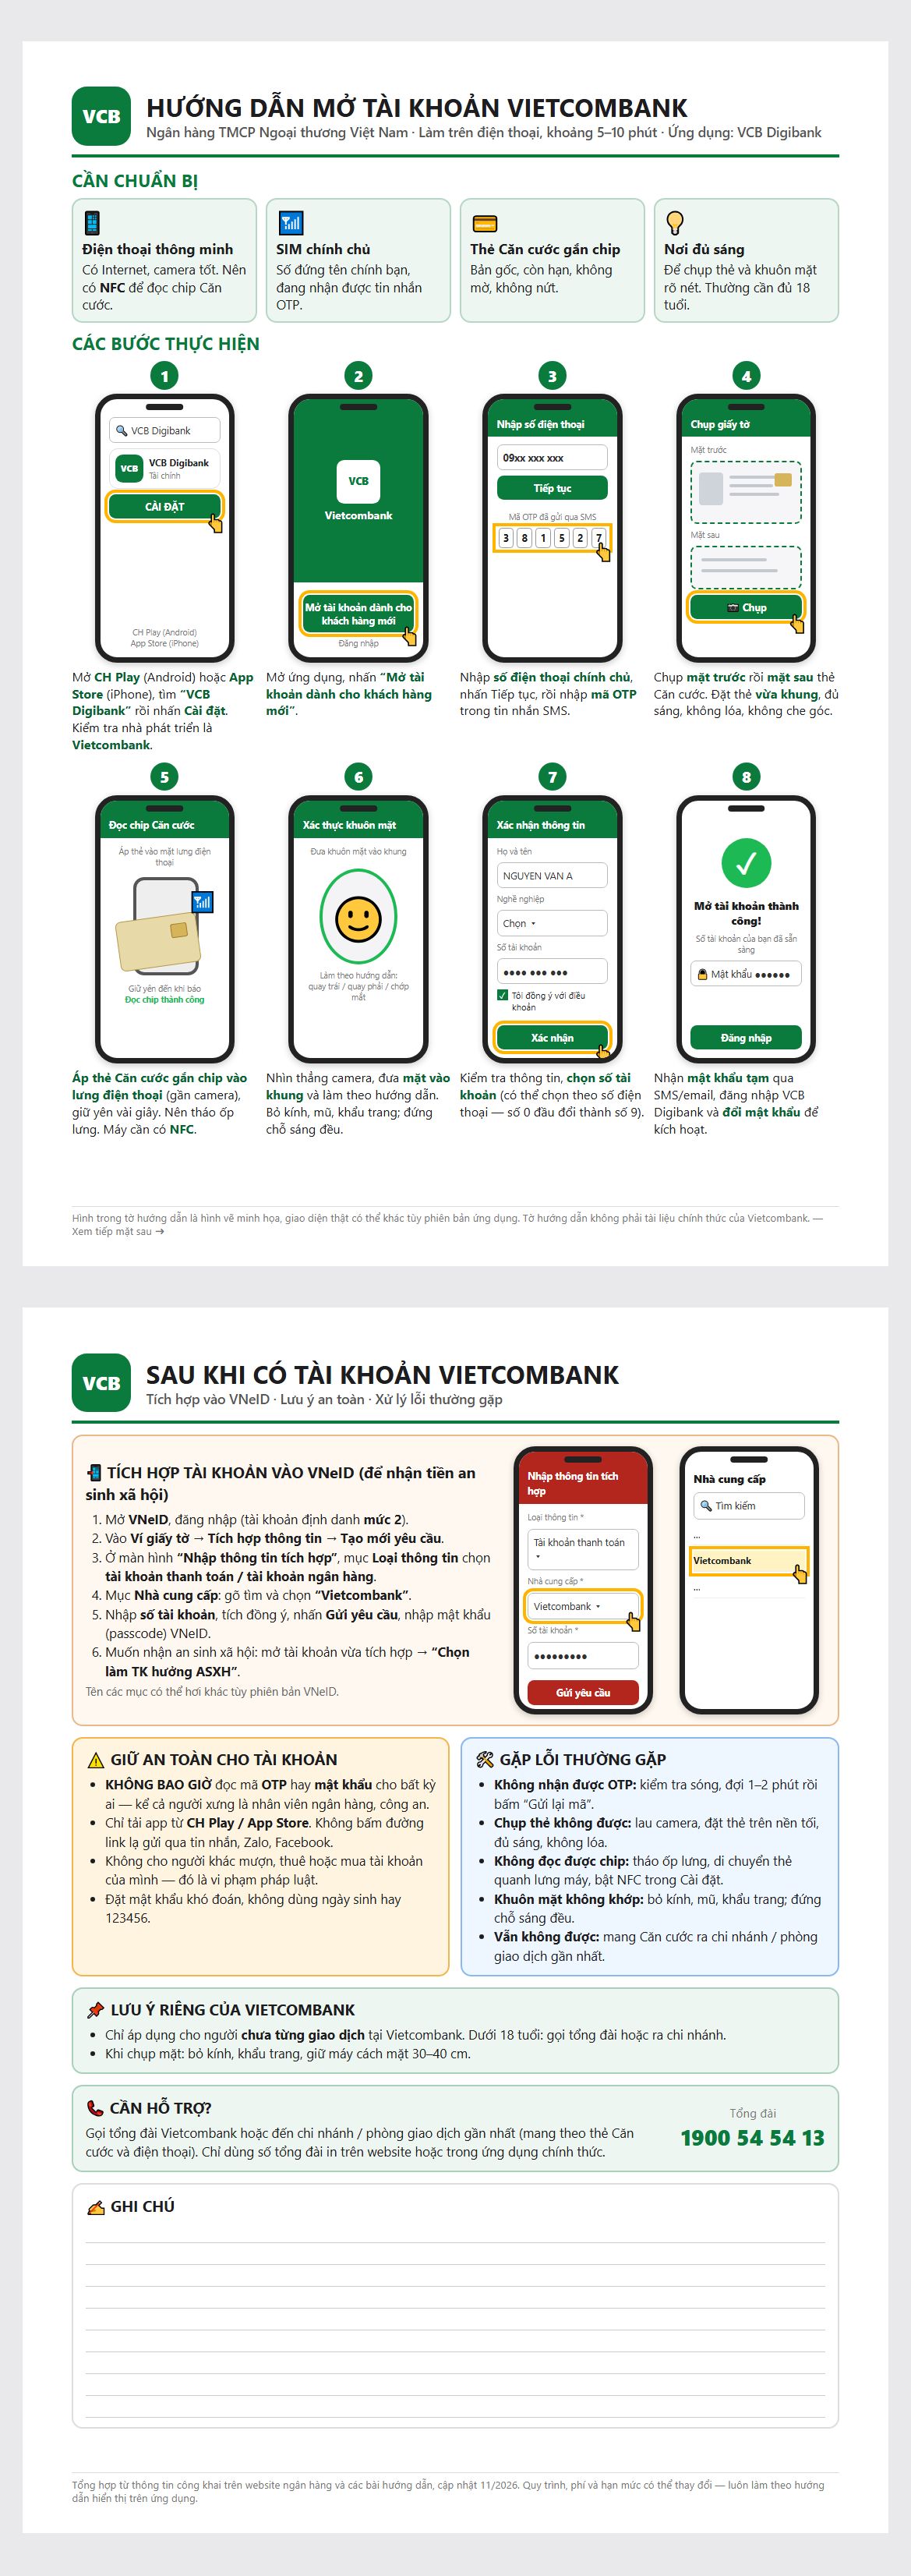 VCB
HƯỚNG DẪN MỞ TÀI KHOẢN VIETCOMBANK
Ngân hàng TMCP Ngoại thương Việt Nam · Làm trên điện thoại, khoảng 5–10 phút · Ứng dụng: VCB Digibank
CẦN CHUẨN BỊ
Điện thoại thông minh
Có Internet, camera tốt. Nên
có NFC để đọc chip Căn
cước.
SIM chính chủ
Số đứng tên chính bạn,
đang nhận được tin nhắn
OTP.
Thẻ Căn cước gắn chip
Bản gốc, còn hạn, không
mờ, không nứt.
Nơi đủ sáng
Để chụp thẻ và khuôn mặt
rõ nét. Thường cần đủ 18
tuổi.
CÁC BƯỚC THỰC HIỆN
1
VCB Digibank
VCB
VCB Digibank
Tài chính
CÀI ĐẶT
CH Play (Android)
App Store (iPhone)
Mở CH Play (Android) hoặc App
Store (iPhone), tìm “VCB
Digibank” rồi nhấn Cài đặt.
Kiểm tra nhà phát triển là
Vietcombank.
2
VCB
Vietcombank
Mở tài khoản dành cho
khách hàng mới
Đăng nhập
Mở ứng dụng, nhấn “Mở tài
khoản dành cho khách hàng
mới”.
3
Nhập số điện thoại
09xx xxx xxx
Tiếp tục
Mã OTP đã gửi qua SMS
3 8 1 5 2 7
Nhập số điện thoại chính chủ,
nhấn Tiếp tục, rồi nhập mã OTP
trong tin nhắn SMS.
4
Chụp giấy tờ
Mặt trước
Mặt sau
Chụp
Chụp mặt trước rồi mặt sau thẻ
Căn cước. Đặt thẻ vừa khung, đủ
sáng, không lóa, không che góc.
5
Đọc chip Căn cước
Áp thẻ vào mặt lưng điện
thoại
Giữ yên đến khi báo
Đọc chip thành công
Áp thẻ Căn cước gắn chip vào
lưng điện thoại (gần camera),
giữ yên vài giây. Nên tháo ốp
lưng. Máy cần có NFC.
6
Xác thực khuôn mặt
Đưa khuôn mặt vào khung
Làm theo hướng dẫn:
quay trái / quay phải / chớp
mắt
Nhìn thẳng camera, đưa mặt vào
khung và làm theo hướng dẫn.
Bỏ kính, mũ, khẩu trang; đứng
chỗ sáng đều.
7
Xác nhận thông tin
Họ và tên
NGUYEN VAN A
Nghề nghiệp
Chọn ▾
Số tài khoản
●●●● ●●● ●●●
Tôi đồng ý với điều
khoản
Xác nhận
Kiểm tra thông tin, chọn số tài
khoản (có thể chọn theo số điện
thoại — số 0 đầu đổi thành số 9).
8
✓
Mở tài khoản thành
công!
Số tài khoản của bạn đã sẵn
sàng
Mật khẩu ●●●●●●
Đăng nhập
Nhận mật khẩu tạm qua
SMS/email, đăng nhập VCB
Digibank và đổi mật khẩu để
kích hoạt.
Hình trong tờ hướng dẫn là hình vẽ minh họa, giao diện thật có thể khác tùy phiên bản ứng dụng. Tờ hướng dẫn không phải tài liệu chính thức của Vietcombank. —
Xem tiếp mặt sau →
VCB
SAU KHI CÓ TÀI KHOẢN VIETCOMBANK
Tích hợp vào VNeID · Lưu ý an toàn · Xử lý lỗi thường gặp
TÍCH HỢP TÀI KHOẢN VÀO VNeID (để nhận tiền an
sinh xã hội)
1. Mở VNeID, đăng nhập (tài khoản định danh mức 2).
2. Vào Ví giấy tờ → Tích hợp thông tin → Tạo mới yêu cầu.
3. Ở màn hình “Nhập thông tin tích hợp”, mục Loại thông tin chọn
tài khoản thanh toán / tài khoản ngân hàng.
4. Mục Nhà cung cấp: gõ tìm và chọn “Vietcombank”.
5. Nhập số tài khoản, tích đồng ý, nhấn Gửi yêu cầu, nhập mật khẩu
(passcode) VNeID.
6. Muốn nhận an sinh xã hội: mở tài khoản vừa tích hợp → “Chọn
làm TK hưởng ASXH”.
Tên các mục có thể hơi khác tùy phiên bản VNeID.
Nhập thông tin tích
hợp
Loại thông tin *
Tài khoản thanh toán
▾
Nhà cung cấp *
Vietcombank ▾
Số tài khoản *
●●●●●●●●●
Gửi yêu cầu
Nhà cung cấp
Tìm kiếm
...
Vietcombank
...
GIỮ AN TOÀN CHO TÀI KHOẢN
• KHÔNG BAO GIỜ đọc mã OTP hay mật khẩu cho bất kỳ
ai — kể cả người xưng là nhân viên ngân hàng, công an.
• Chỉ tải app từ CH Play / App Store. Không bấm đường
link lạ gửi qua tin nhắn, Zalo, Facebook.
• Không cho người khác mượn, thuê hoặc mua tài khoản
của mình — đó là vi phạm pháp luật.
• Đặt mật khẩu khó đoán, không dùng ngày sinh hay
123456.
GẶP LỖI THƯỜNG GẶP
• Không nhận được OTP: kiểm tra sóng, đợi 1–2 phút rồi
bấm “Gửi lại mã”.
• Chụp thẻ không được: lau camera, đặt thẻ trên nền tối,
đủ sáng, không lóa.
• Không đọc được chip: tháo ốp lưng, di chuyển thẻ
quanh lưng máy, bật NFC trong Cài đặt.
• Khuôn mặt không khớp: bỏ kính, mũ, khẩu trang; đứng
chỗ sáng đều.
• Vẫn không được: mang Căn cước ra chi nhánh / phòng
giao dịch gần nhất.
LƯU Ý RIÊNG CỦA VIETCOMBANK
• Chỉ áp dụng cho người chưa từng giao dịch tại Vietcombank. Dưới 18 tuổi: gọi tổng đài hoặc ra chi nhánh.
• Khi chụp mặt: bỏ kính, khẩu trang, giữ máy cách mặt 30–40 cm.
CẦN HỖ TRỢ?
Gọi tổng đài Vietcombank hoặc đến chi nhánh / phòng giao dịch gần nhất (mang theo thẻ Căn
cước và điện thoại). Chỉ dùng số tổng đài in trên website hoặc trong ứng dụng chính thức.
Tổng đài
1900 54 54 13
GHI CHÚ
Tổng hợp từ thông tin công khai trên website ngân hàng và các bài hướng dẫn, cập nhật 11/2026. Quy trình, phí và hạn mức có thể thay đổi — luôn làm theo hướng
dẫn hiển thị trên ứng dụng.